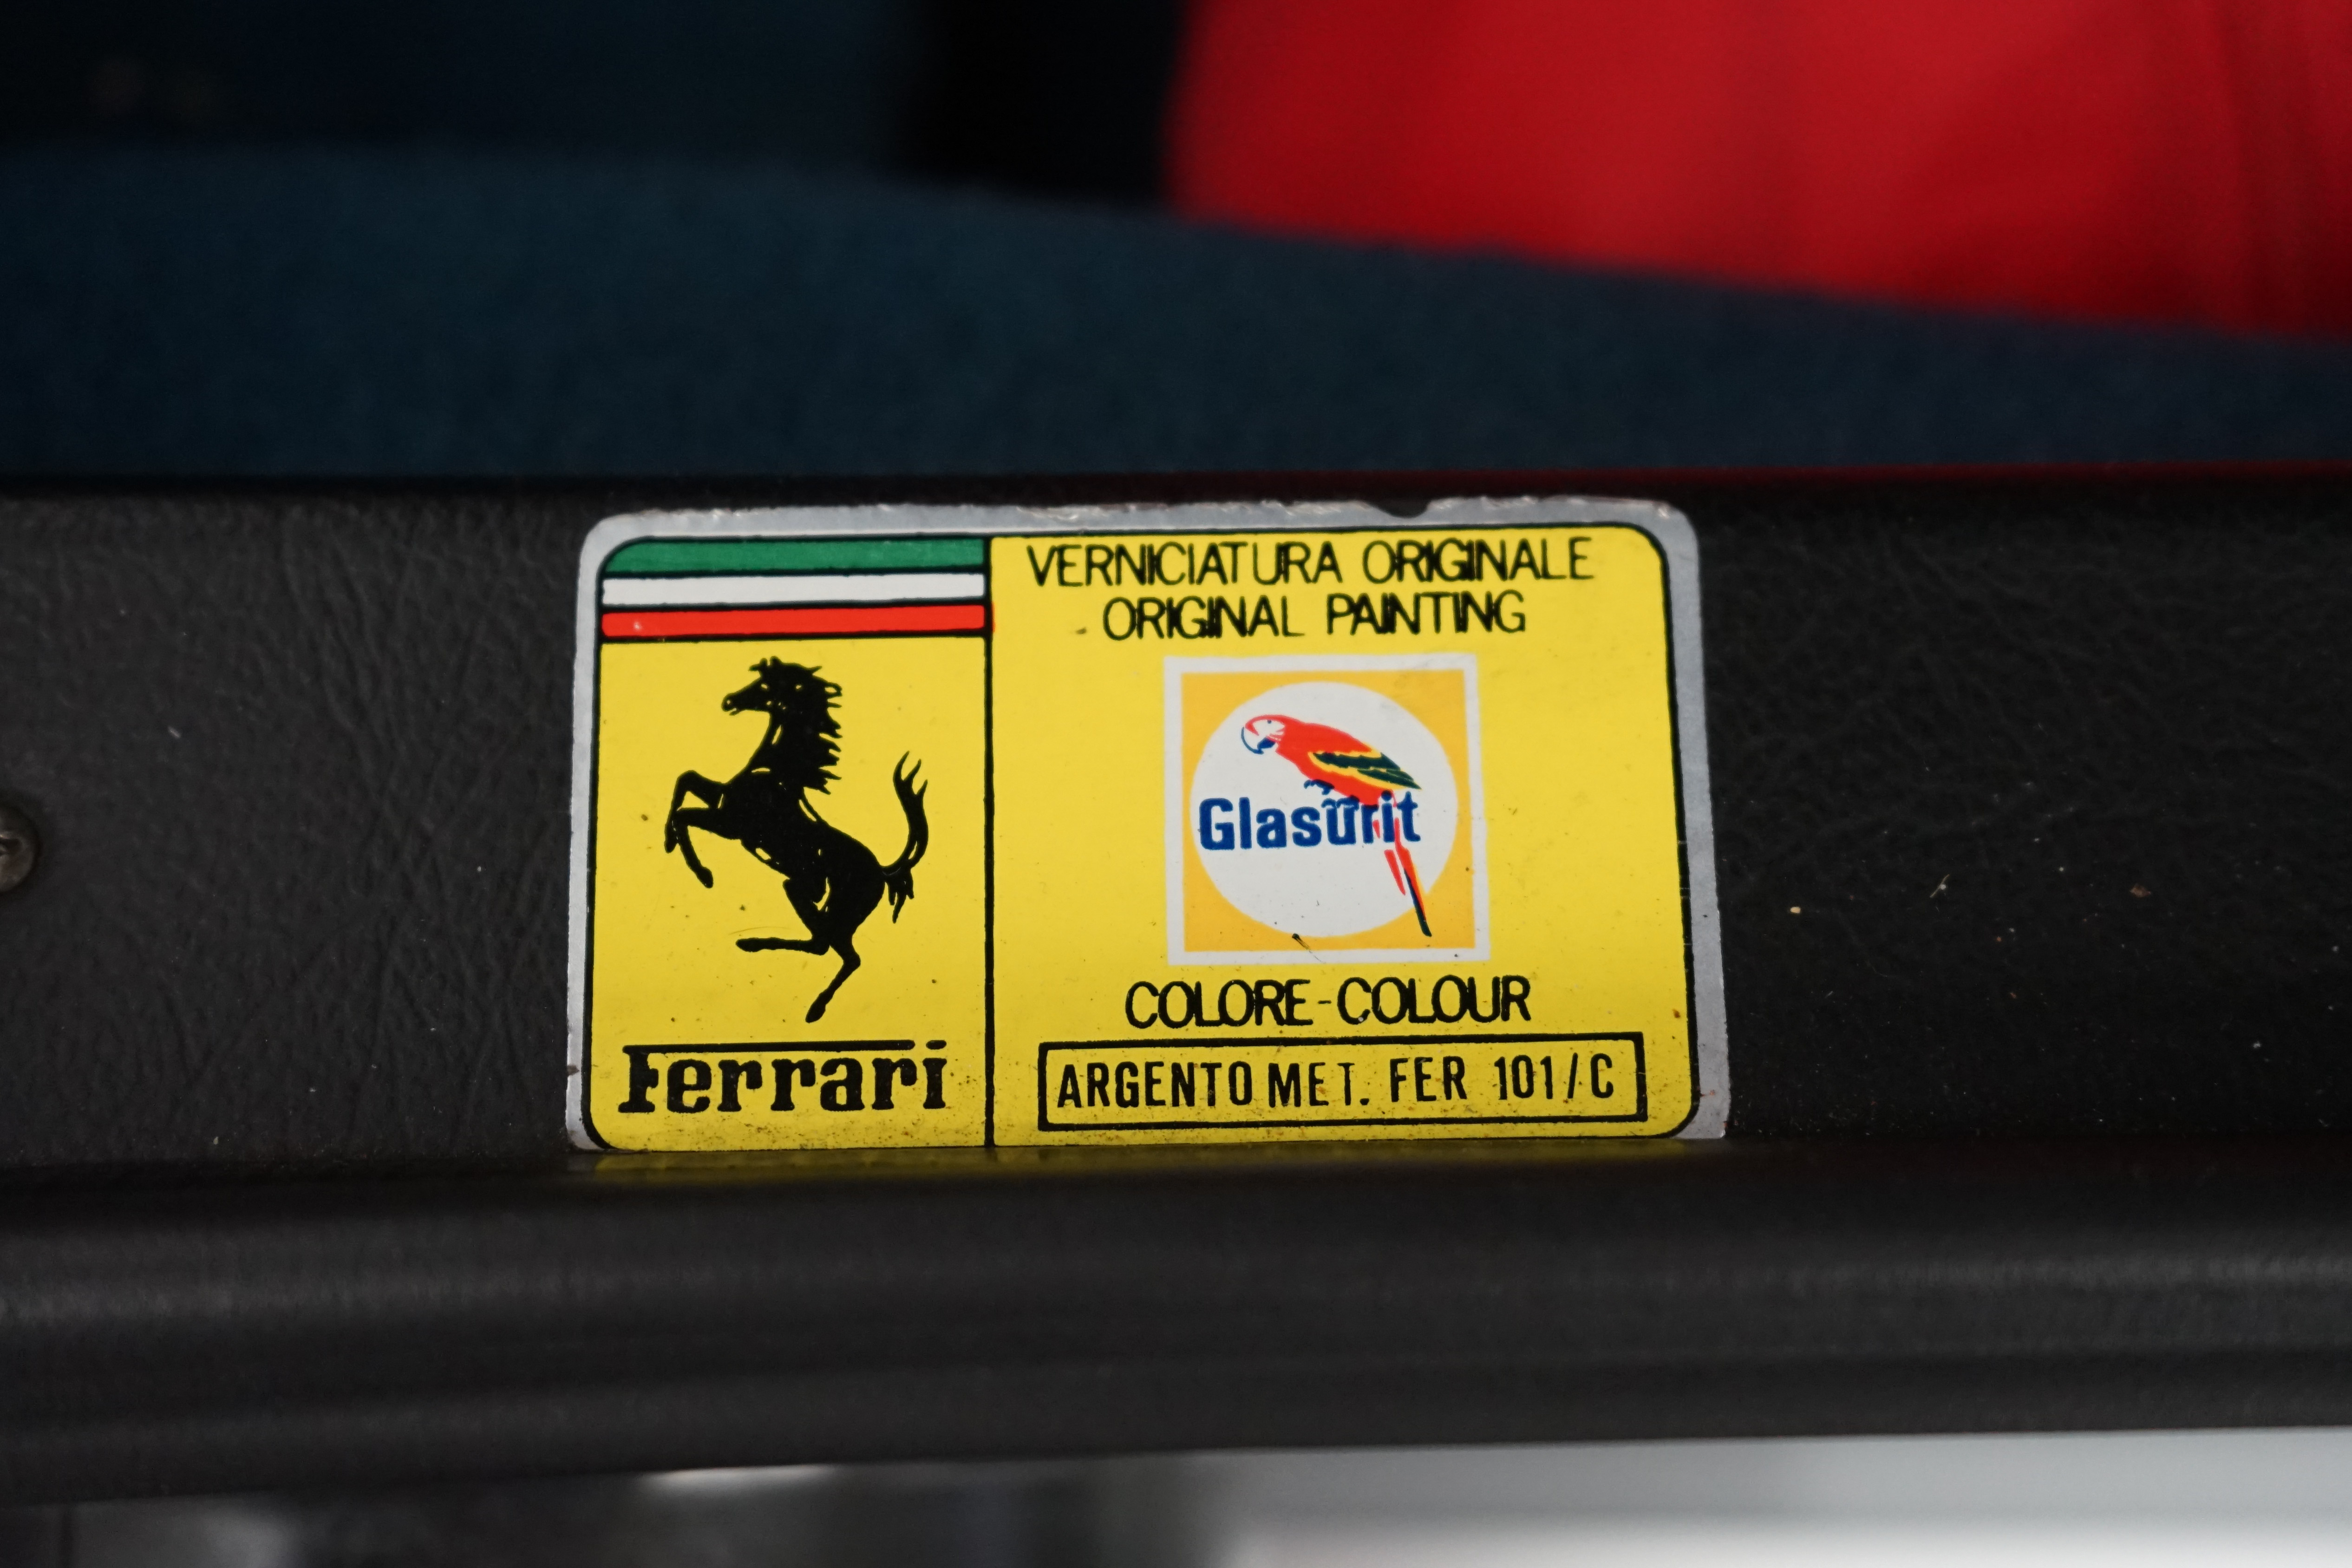 Ferrari
VERNICIATURA ORIGINALE
ORIGINAL PAINTING
Glasurit
COLORE-COLOUR
ARGENTO MET. FER 101/C